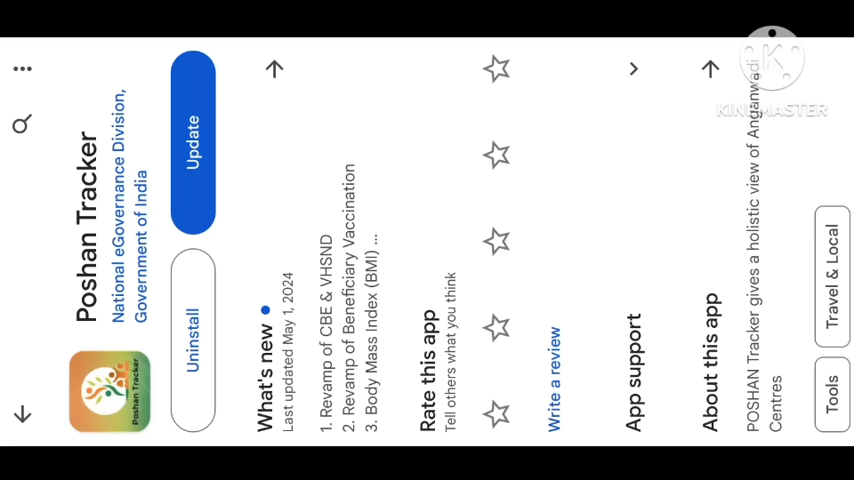 Poshan Tracker
National eGovernance Division,
Government of India
Poshan Tracker
Uninstall
Update
What's new
Last updated May 1, 2024
1. Revamp of CBE & VHSND
2. Revamp of Beneficiary Vaccination
3. Body Mass Index (BMI) ...
Rate this app
Tell others what you think
Write a review
App support
About this app
POSHAN Tracker gives a holistic view of Anganwadi
Centres
Tools
Travel & Local
K
KINEMASTER